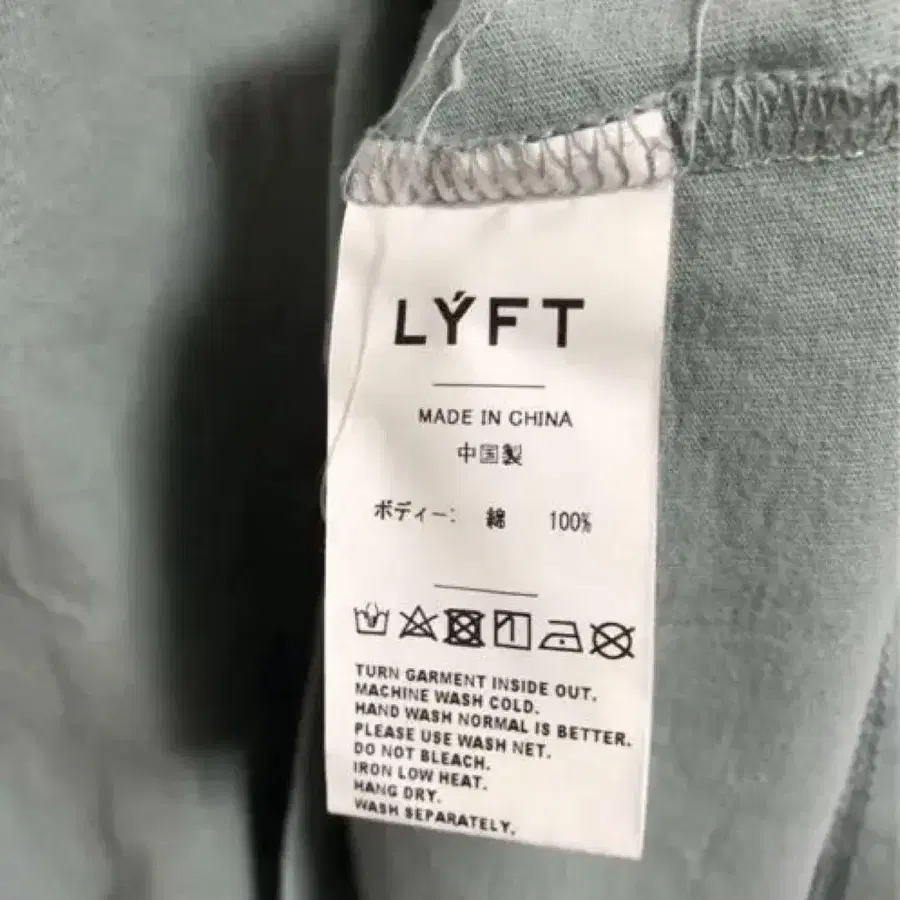 LÝFT
MADE IN CHINA
中国製
ボディー: 綿 100%
TURN GARMENT INSIDE OUT.
MACHINE WASH COLD.
HAND WASH NORMAL IS BETTER.
PLEASE USE WASH NET.
DO NOT BLEACH.
IRON LOW HEAT.
HANG DRY.
WASH SEPARATELY.